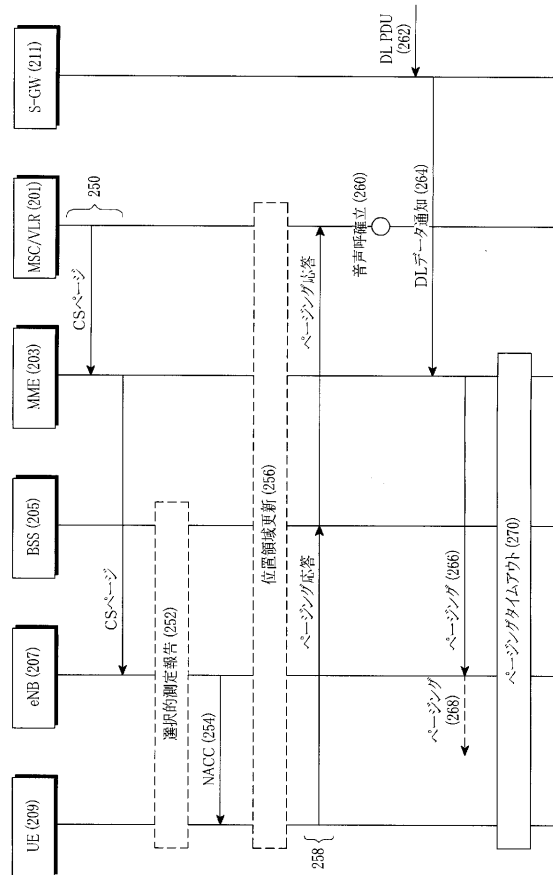 UE (209)
eNB (207)
BSS (205)
MME (203)
MSC/VLR (201)
S-GW (211)
CSページ
250
CSページ
選択的測定報告 (252)
NACC (254)
位置領域更新 (256)
258
ページング応答
ページング応答
音声呼確立 (260)
DL PDU
(262)
DLデータ通知 (264)
ページング (266)
ページング
(268)
ページングタイムアウト (270)